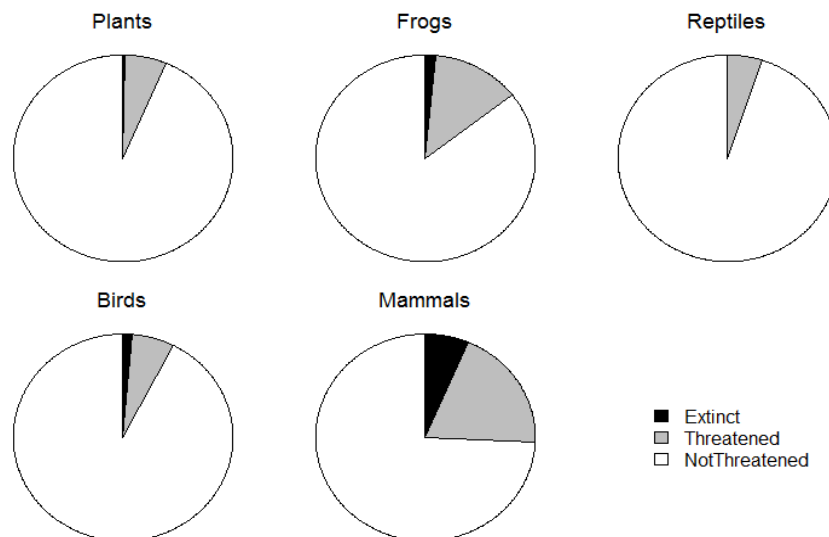 Plants
Frogs
Reptiles
Birds
Mammals
Extinct
Threatened
NotThreatened